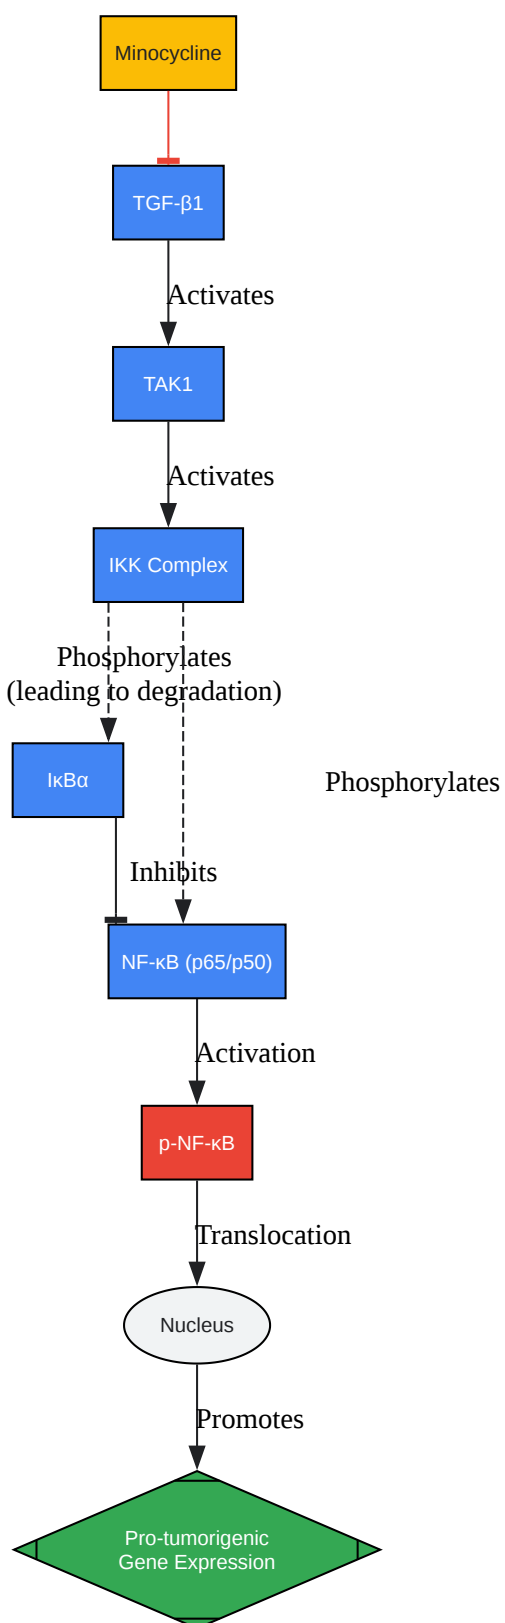 Minocycline
TGF-β1
Activates
TAK1
Activates
IKK Complex
Phosphorylates
(leading to degradation)
IκBα
Phosphorylates
Inhibits
NF-κB (p65/p50)
Activation
p-NF-κB
Translocation
Nucleus
Promotes
Pro-tumorigenic
Gene Expression